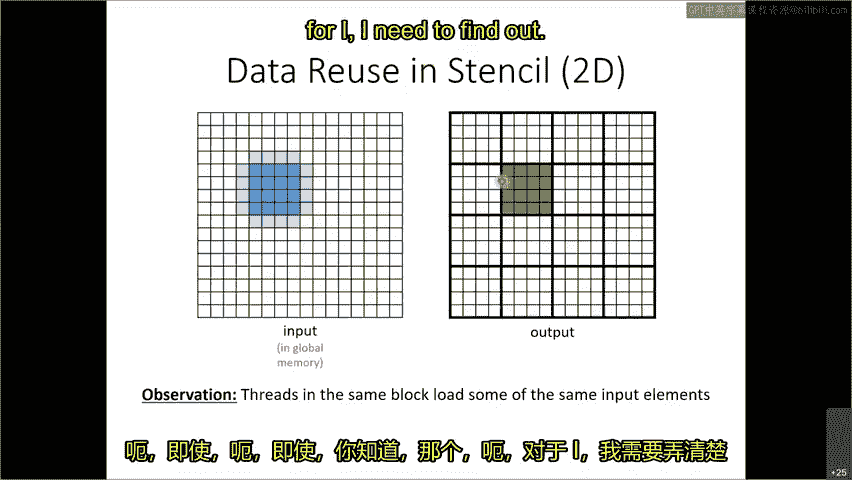 for I, I need to find out.
Data Reuse in Stencil (2D)
input
(in global
memory)
output
Observation: Threads in the same block load some of the same input elements
呃，即使，呃，即使，你知道，那个，呃，对于 I，我需要弄清楚
+25